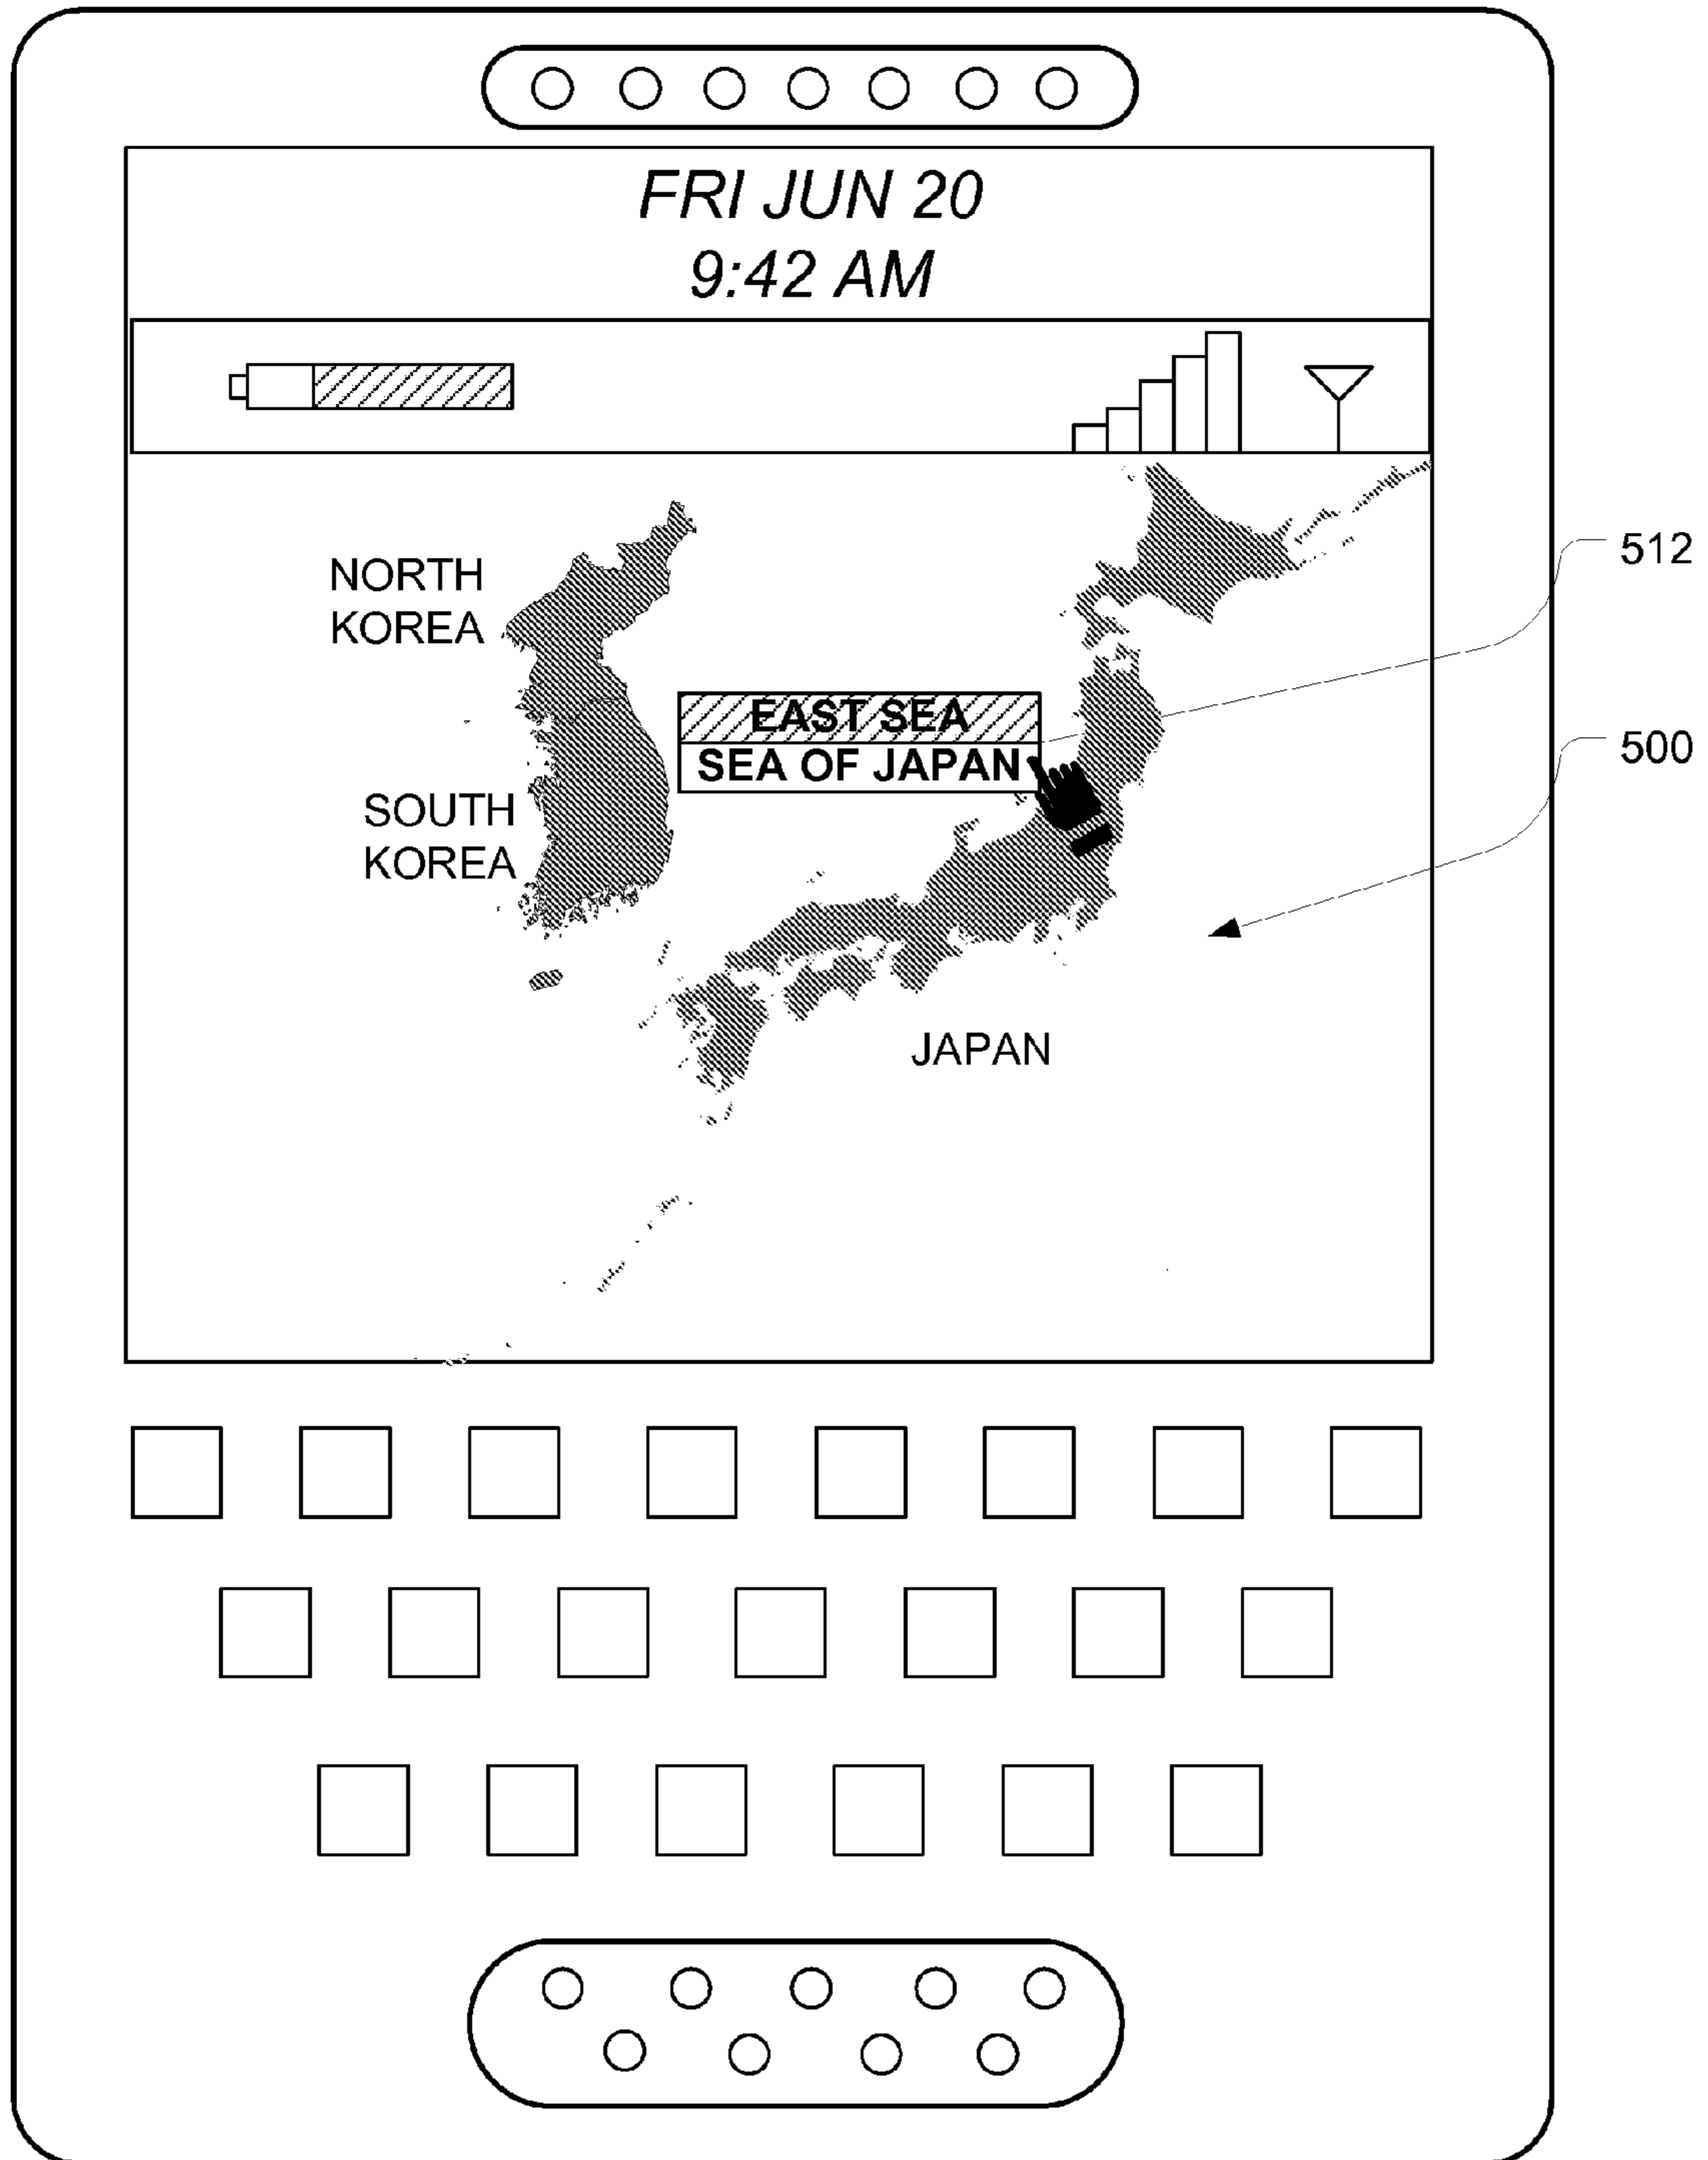 FRI JUN 20
9:42 AM
NORTH
KOREA
512
EAST SEA
SEA OF JAPAN
500
SOUTH
KOREA
JAPAN